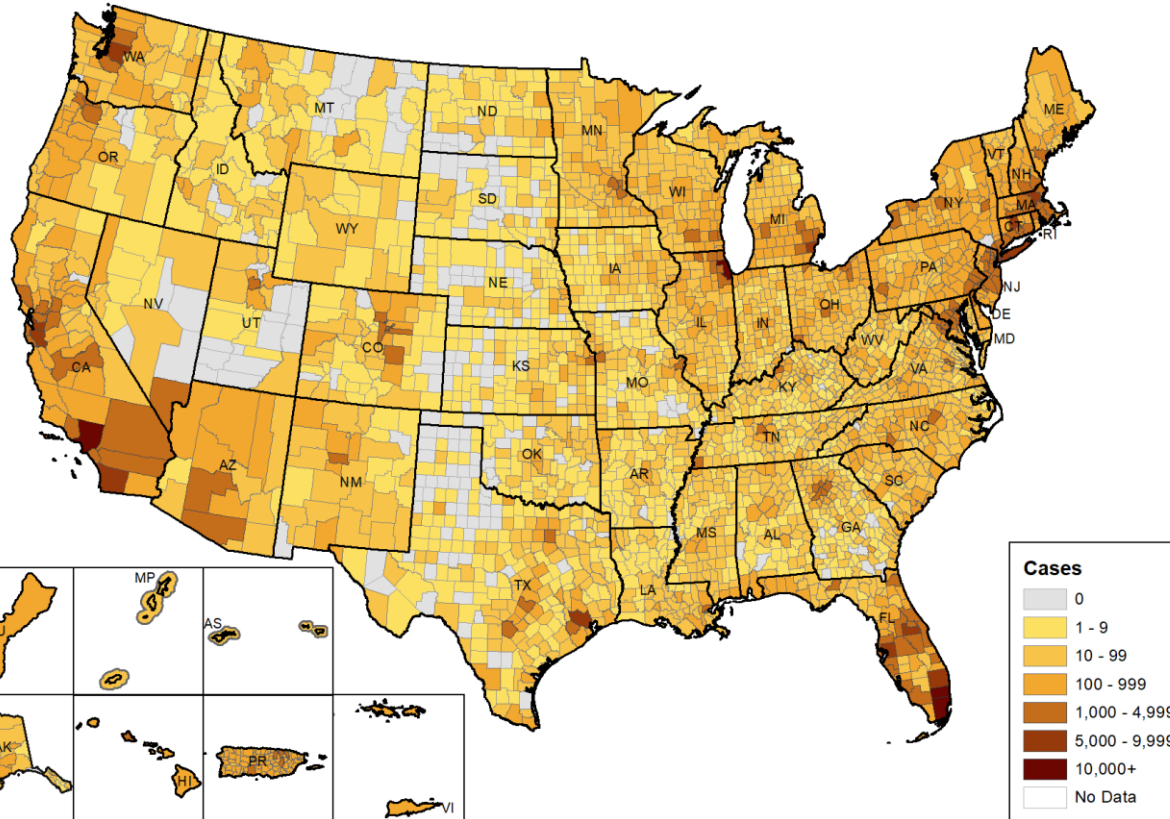 WA
MT
ND
MN
ME
OR
ID
SD
WI
VT
NH
NY
MA
WY
MI
CT
RI
IA
PA
NE
NV
UT
NJ
OH
DE
IL
IN
MD
CO
WV
CA
KS
MO
VA
KY
NC
TN
OK
AZ
AR
NM
SC
GA
MS
AL
TX
LA
FL
MP
AS
AK
HI
PR
VI
Cases
0
1 - 9
10 - 99
100 - 999
1,000 - 4,999
5,000 - 9,999
10,000+
No Data